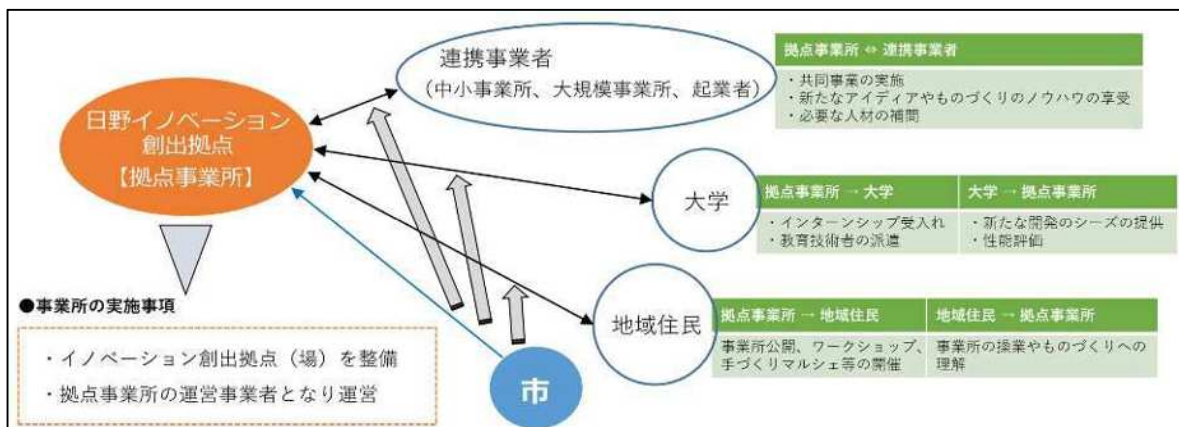 連携事業者
(中小事業所、大規模事業所、起業者)
拠点事業所 ⇔ 連携事業者
・共同事業の実施
・新たなアイディアやものづくりのノウハウの享受
・必要な人材の補間
日野イノベーション
創出拠点
【拠点事業所】
大学
拠点事業所 → 大学
・インターンシップ受入れ
・教育技術者の派遣
大学 → 拠点事業所
・新たな開発のシーズの提供
・性能評価
地域住民
拠点事業所 → 地域住民
事業所公開、ワークショップ、
手づくりマルシェ等の開催
地域住民 → 拠点事業所
事業所の操業やものづくりへの
理解
●事業所の実施事項
・イノベーション創出拠点(場)を整備
・拠点事業所の運営事業者となり運営
市